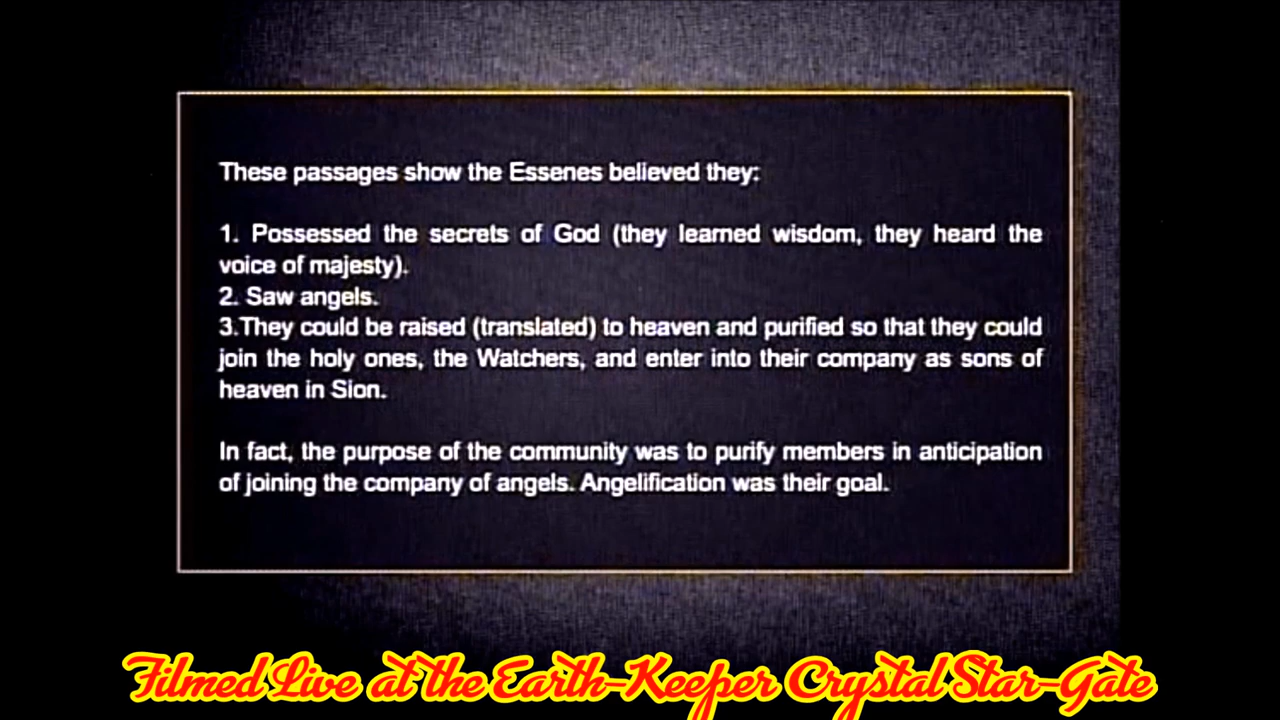 These passages show the Essenes believed they:
1. Possessed the secrets of God (they learned wisdom, they heard the
voice of majesty).
2. Saw angels.
3.They could be raised (translated) to heaven and purified so that they could
join the holy ones, the Watchers, and enter into their company as sons of
heaven in Sion.
In fact, the purpose of the community was to purify members in anticipation
of joining the company of angels. Angelification was their goal.
Filmed Live at the Earth-Keeper Crystal Star-Gate